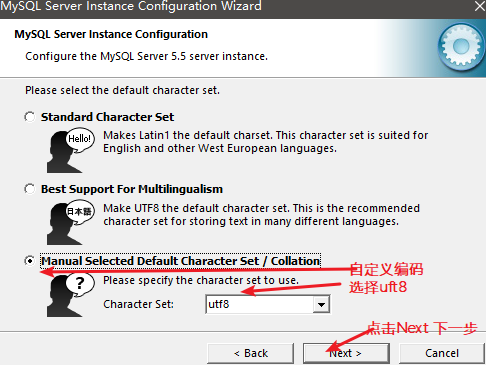 MySQL Server Instance Configuration Wizard
MySQL Server Instance Configuration
Configure the MySQL Server 5.5 server instance.
Please select the default character set.
Standard Character Set
Hello!
Makes Latin1 the default charset. This character set is suited for
English and other West European languages.
Best Support For Multilingualism
日本語
Make UTF8 the default character set. This is the recommended
character set for storing text in many different languages.
Manual Selected Default Character Set / Collation
?
Please specify the character set to use.
Character Set: utf8
自定义编码
选择uft8
点击Next 下一步
< Back Next > Cancel